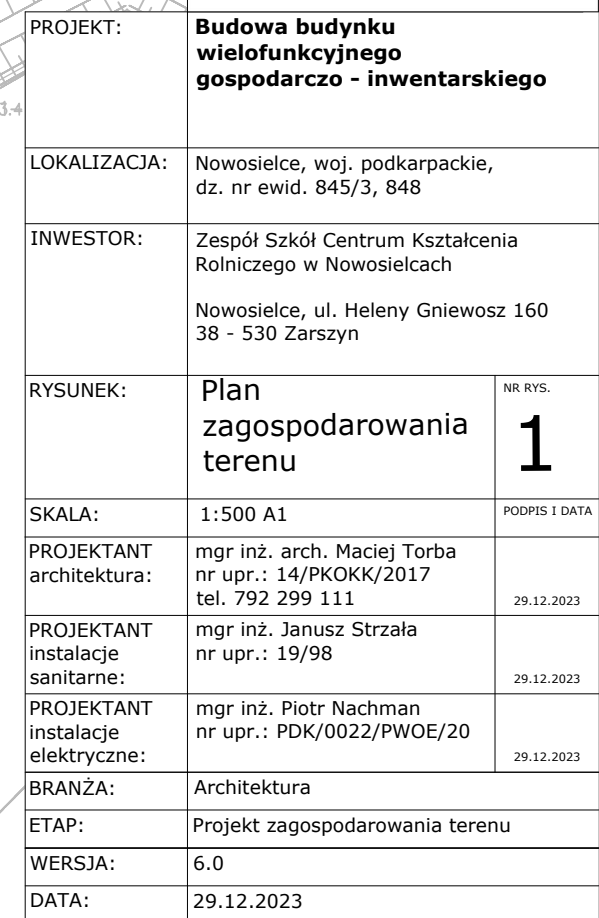 PROJEKT:
Budowa budynku
wielofunkcyjnego
gospodarczo - inwentarskiego
3.4
LOKALIZACJA:
Nowosielce, woj. podkarpackie,
dz. nr ewid. 845/3, 848
INWESTOR:
Zespół Szkół Centrum Kształcenia
Rolniczego w Nowosielcach
Nowosielce, ul. Heleny Gniewosz 160
38 - 530 Zarszyn
RYSUNEK:
Plan
zagospodarowania
terenu
NR RYS.
1
SKALA:
1:500 A1
PODPIS I DATA
PROJEKTANT
architektura:
mgr inż. arch. Maciej Torba
nr upr.: 14/PKOKK/2017
tel. 792 299 111
29.12.2023
PROJEKTANT
instalacje
sanitarne:
mgr inż. Janusz Strzała
nr upr.: 19/98
29.12.2023
PROJEKTANT
instalacje
elektryczne:
mgr inż. Piotr Nachman
nr upr.: PDK/0022/PWOE/20
29.12.2023
BRANŻA:
Architektura
ETAP:
Projekt zagospodarowania terenu
WERSJA:
6.0
DATA:
29.12.2023